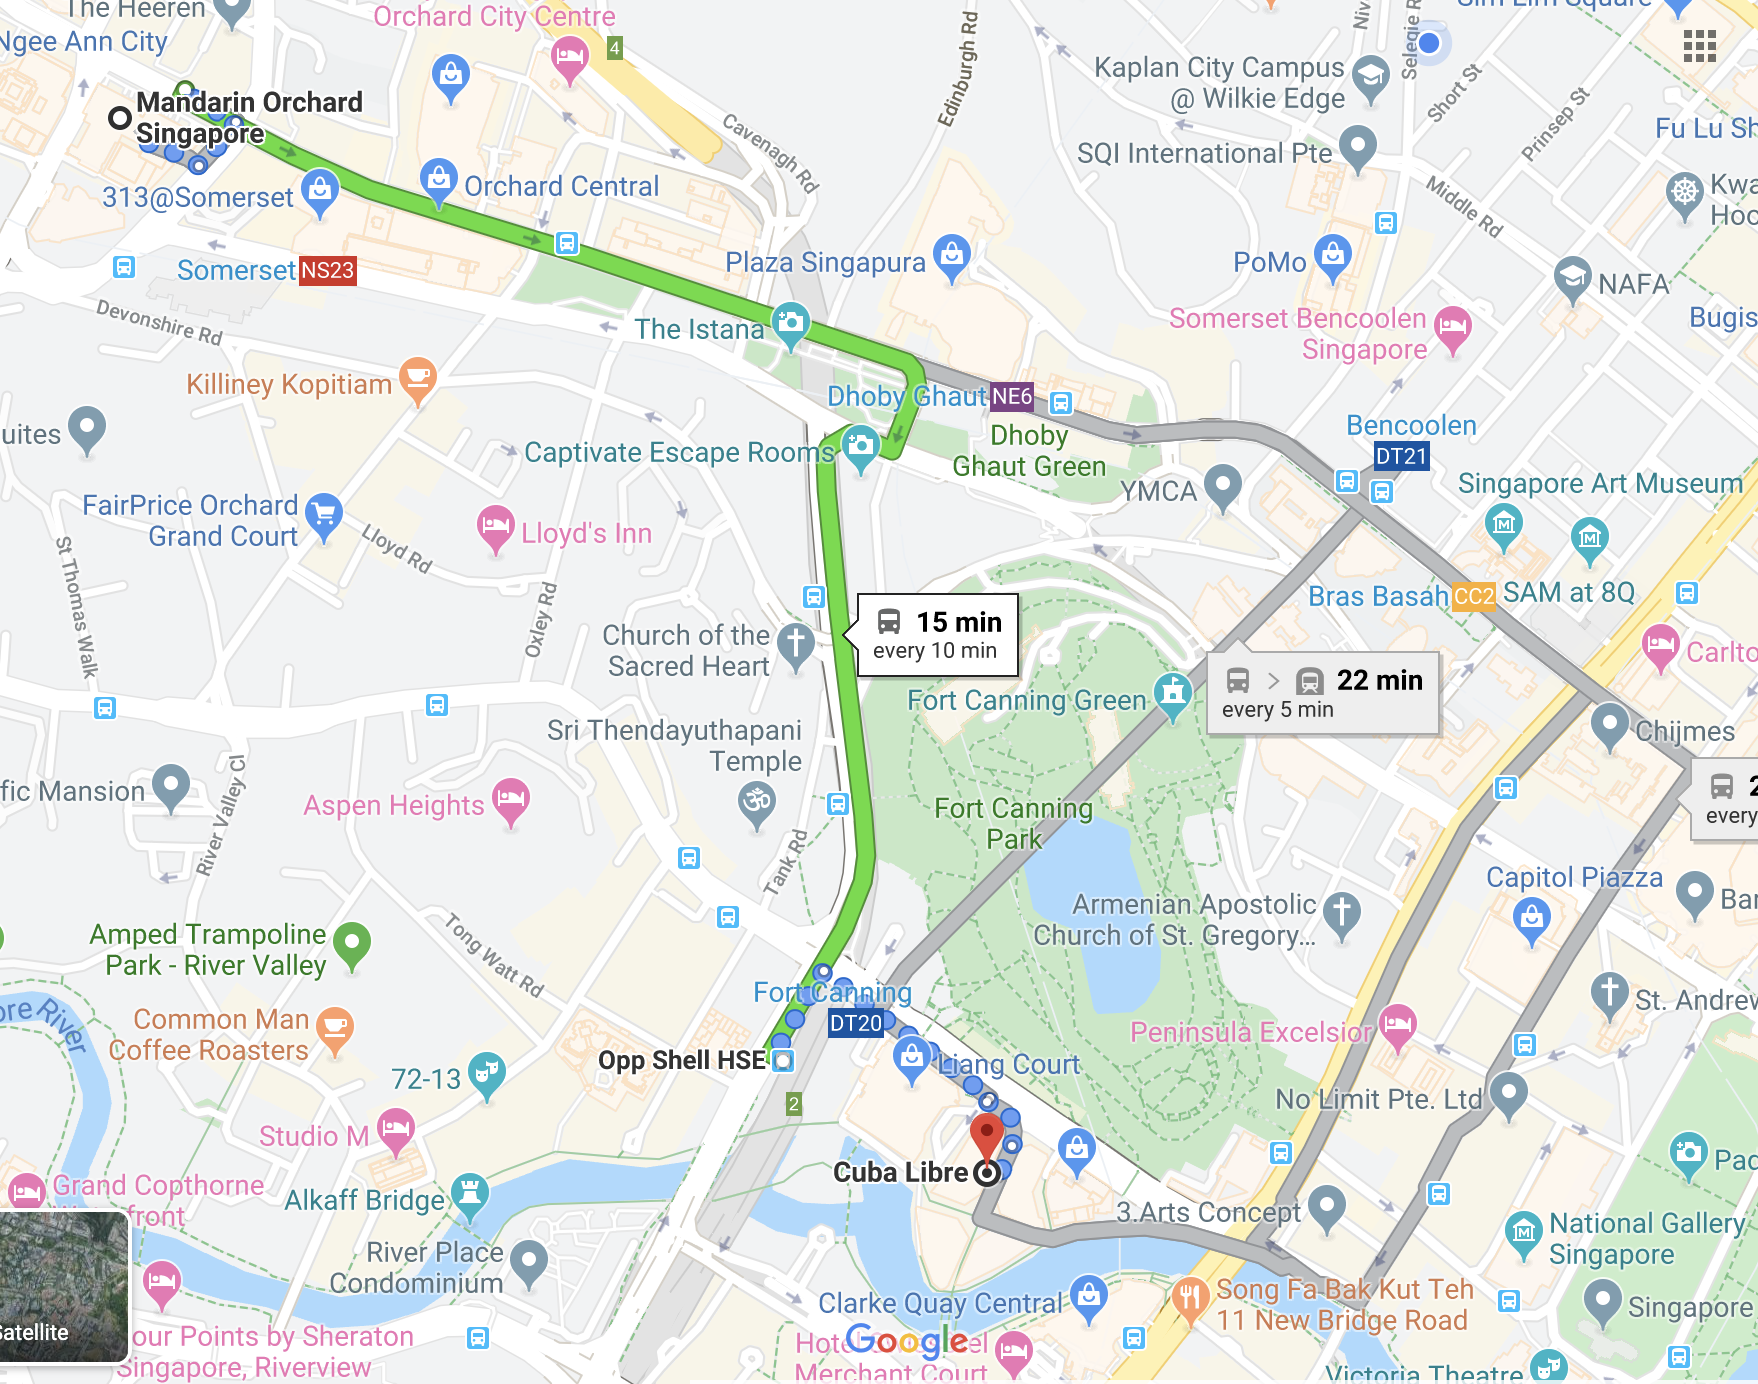 The Heeren
Orchard City Centre
Sim Lim Square
Ngee Ann City
4
Edinburgh Rd
Selegie R
Niv
Kaplan City Campus
@ Wilkie Edge
Short St
Prinsep St
Mandarin Orchard
Singapore
Cavenagh Rd
SQI International Pte
Fu Lu Sh
313@Somerset
Orchard Central
Middle Rd
Kwa
Hoo
Somerset NS23
Plaza Singapura
PoMo
NAFA
Devonshire Rd
The Istana
Somerset Bencoolen
Singapore
Bugis
Killiney Kopitiam
Dhoby Ghaut NE6
uites
Dhoby
Ghaut Green
Bencoolen
DT21
Captivate Escape Rooms
YMCA
Singapore Art Museum
FairPrice Orchard
Grand Court
Lloyd Rd
Lloyd's Inn
St Thomas Walk
Oxley Rd
Bras Basah CC2
SAM at 8Q
15 min
every 10 min
Church of the
Sacred Heart
Carlto
Fort Canning Green
22 min
every 5 min
Sri Thendayuthapani
Temple
Chijmes
fic Mansion
River Valley Cl
Aspen Heights
Fort Canning
Park
2
every
Tank Rd
Capitol Piazza
Bar
Armenian Apostolic
Church of St. Gregory...
Amped Trampoline
Park - River Valley
Tong Watt Rd
Fort Canning
DT20
St. Andrew
ore River
Common Man
Coffee Roasters
Peninsula Excelsior
Opp Shell HSE
Liang Court
72-13
2
No Limit Pte. Ltd
Studio M
Cuba Libre
Pad
Grand Copthorne
front
Alkaff Bridge
3.Arts Concept
National Gallery
Singapore
River Place
Condominium
Clarke Quay Central
Song Fa Bak Kut Teh
11 New Bridge Road
Singapore
Satellite
our Points by Sheraton
Singapore, Riverview
Google
Hot
el
Merchant Court
Victoria Theatre